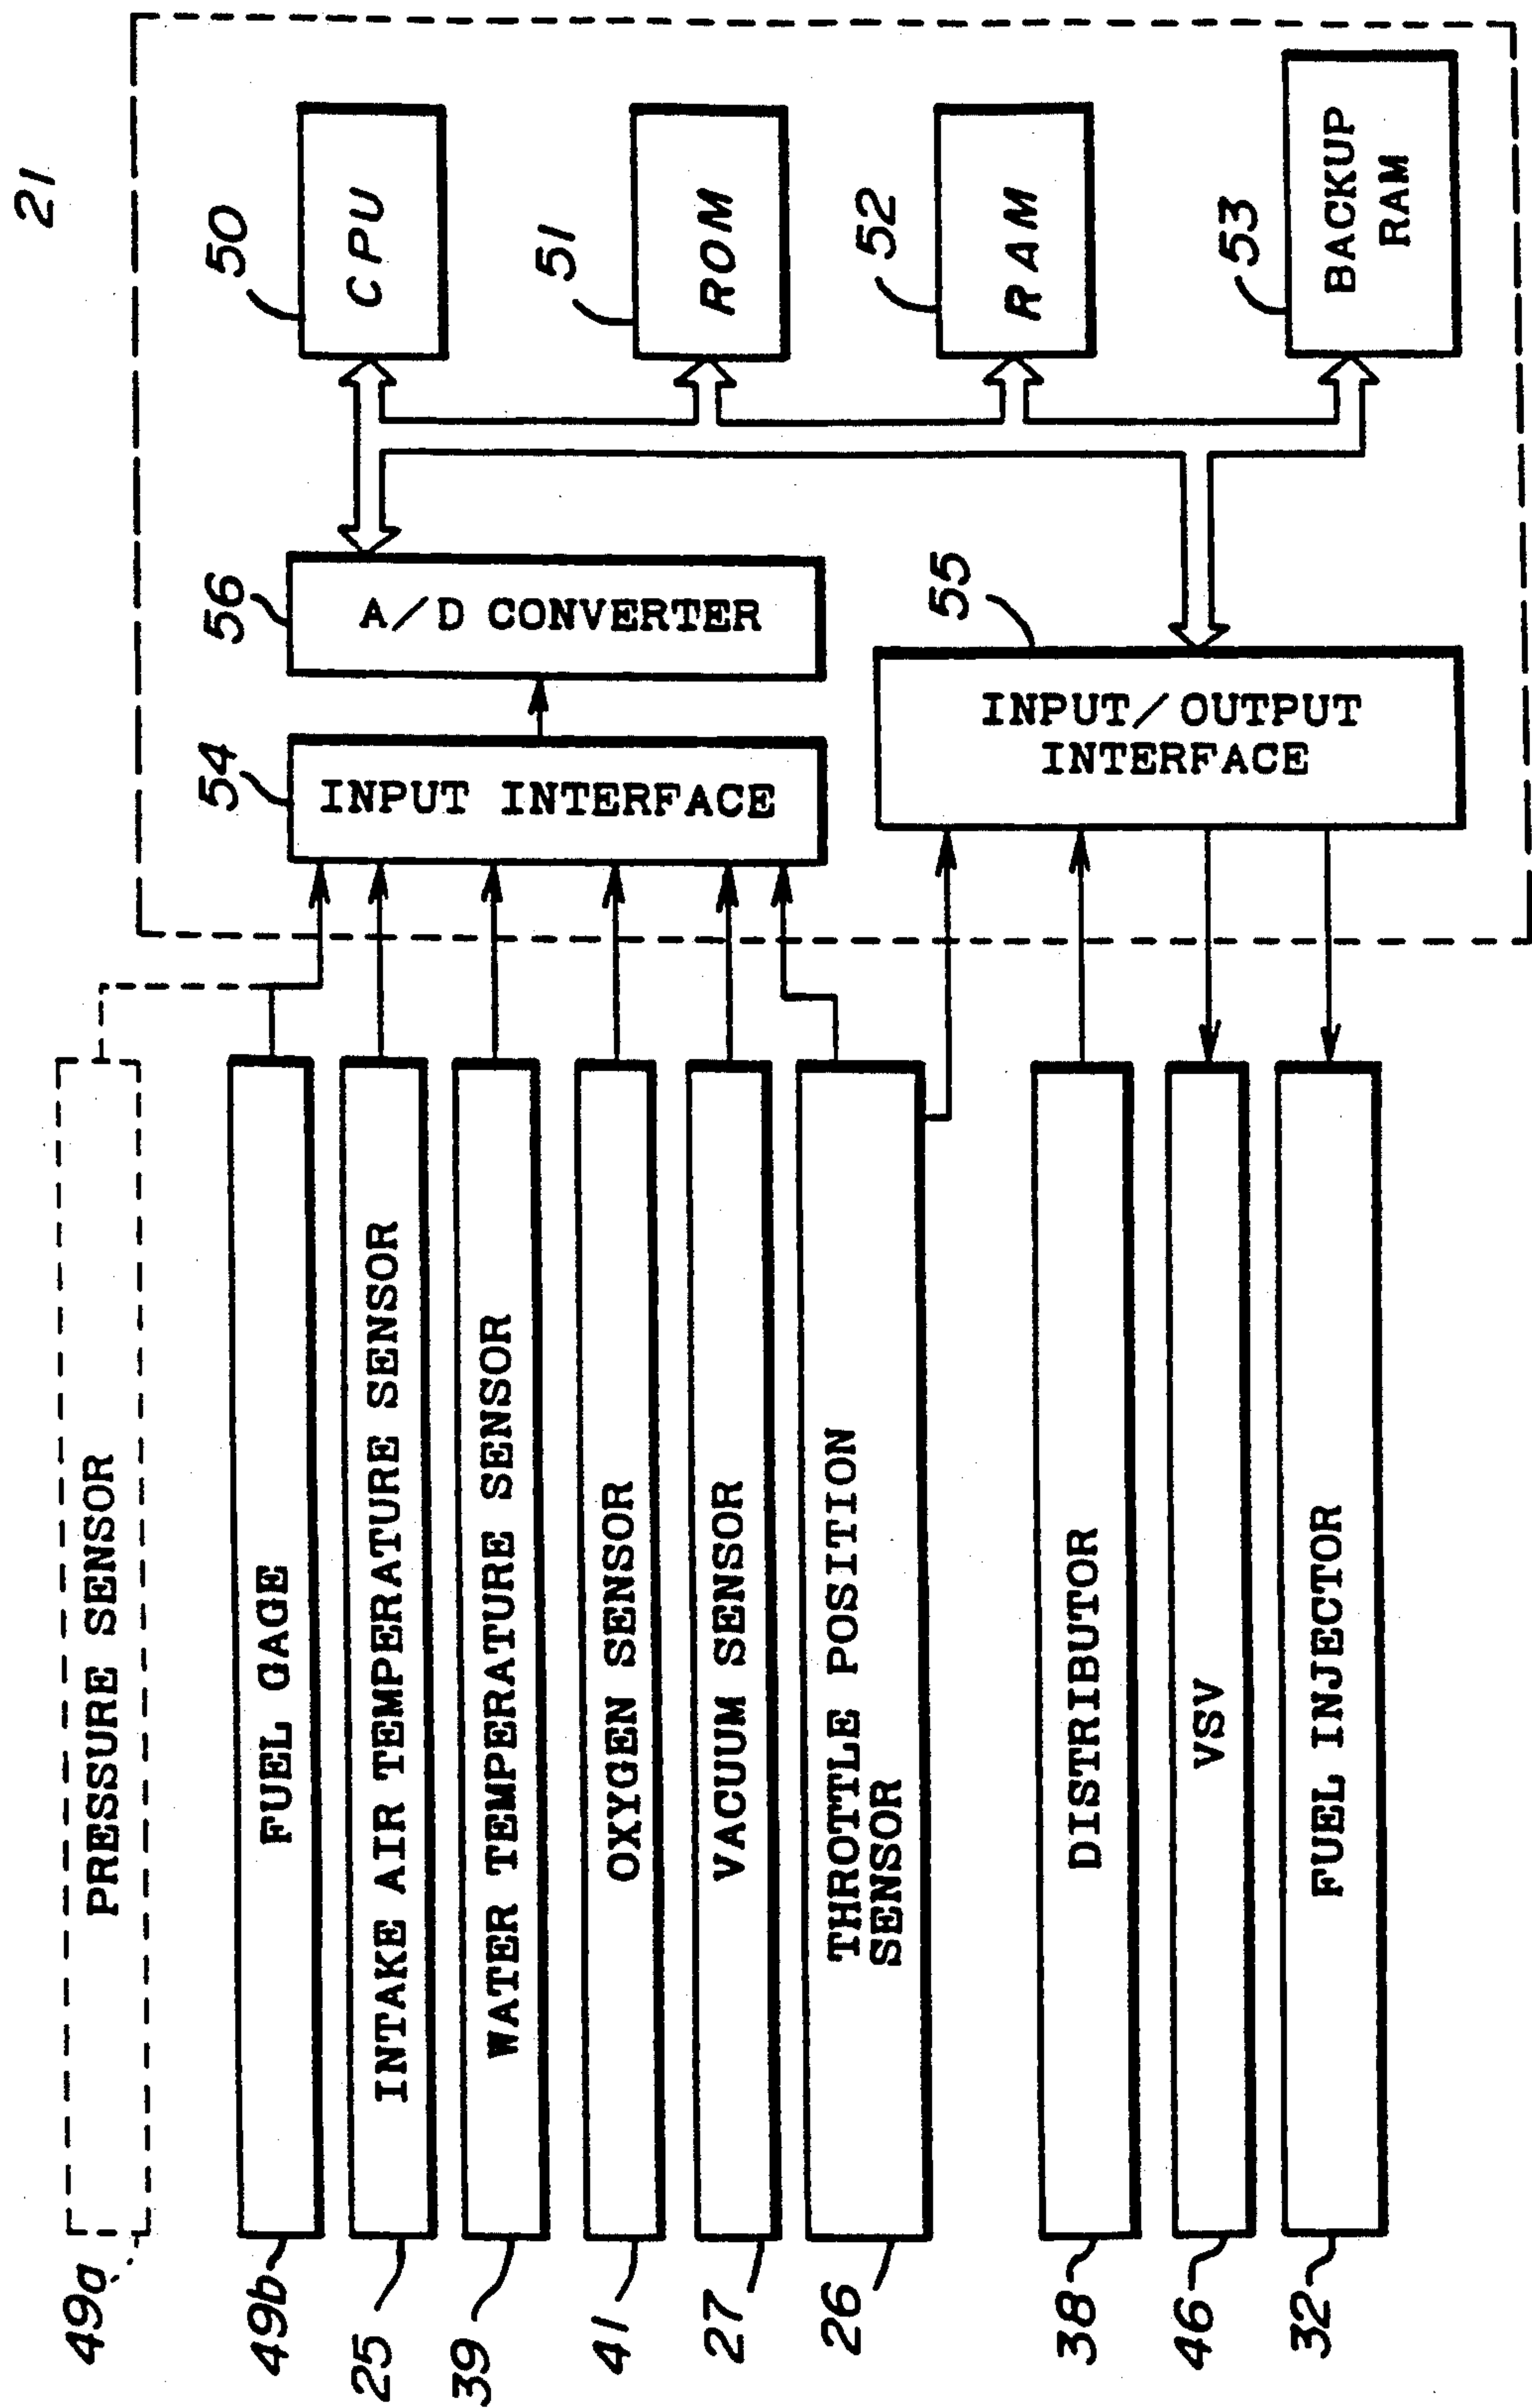 21
49a
PRESSURE SENSOR
49b
FUEL GAGE
25
INTAKE AIR TEMPERATURE SENSOR
39
WATER TEMPERATURE SENSOR
41
OXYGEN SENSOR
27
VACUUM SENSOR
26
THROTTLE POSITION
SENSOR
38
DISTRIBUTOR
46
VSV
32
FUEL INJECTOR
54
INPUT INTERFACE
56
A/D CONVERTER
55
INPUT/OUTPUT
INTERFACE
50
CPU
51
ROM
52
RAM
53
BACKUP
RAM